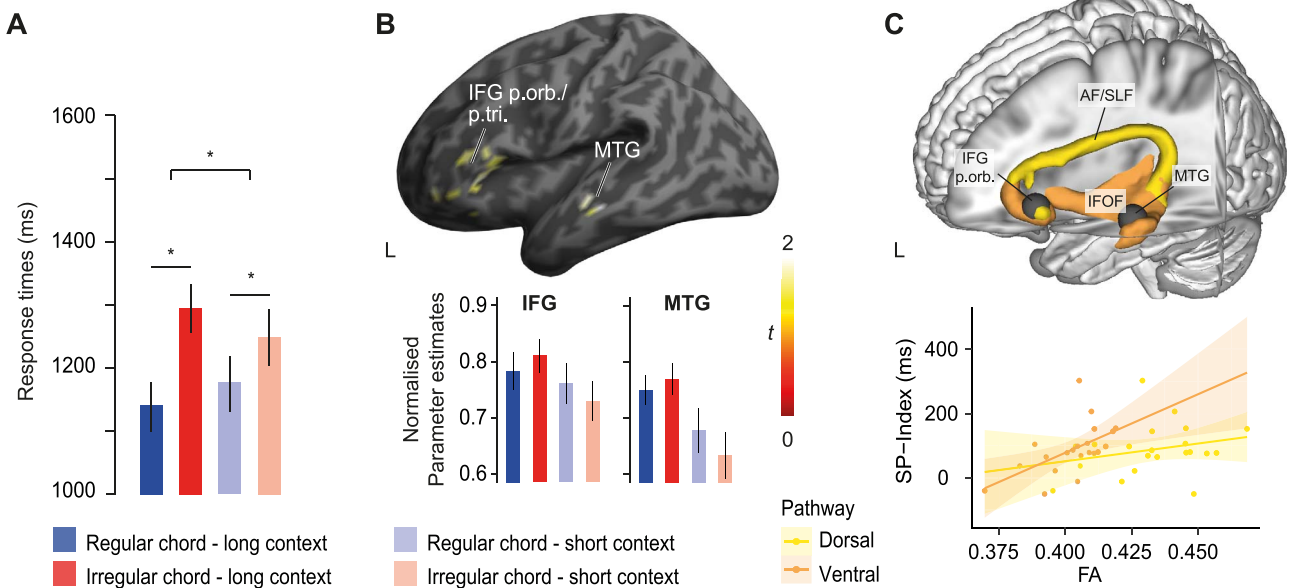 A
Response times (ms)
1600
1400
1200
1000
*
*
*
Regular chord - long context
Irregular chord - long context
B
IFG p.orb./
p.tri.
MTG
L
2
t
0
Normalised
Parameter estimates
0.9
0.8
0.7
0.6
IFG
MTG
Regular chord - short context
Irregular chord - short context
C
AF/SLF
IFG
p.orb.
MTG
IFOF
L
SP-Index (ms)
400
200
0
0.375
0.400
0.425
0.450
FA
Pathway
Dorsal
Ventral